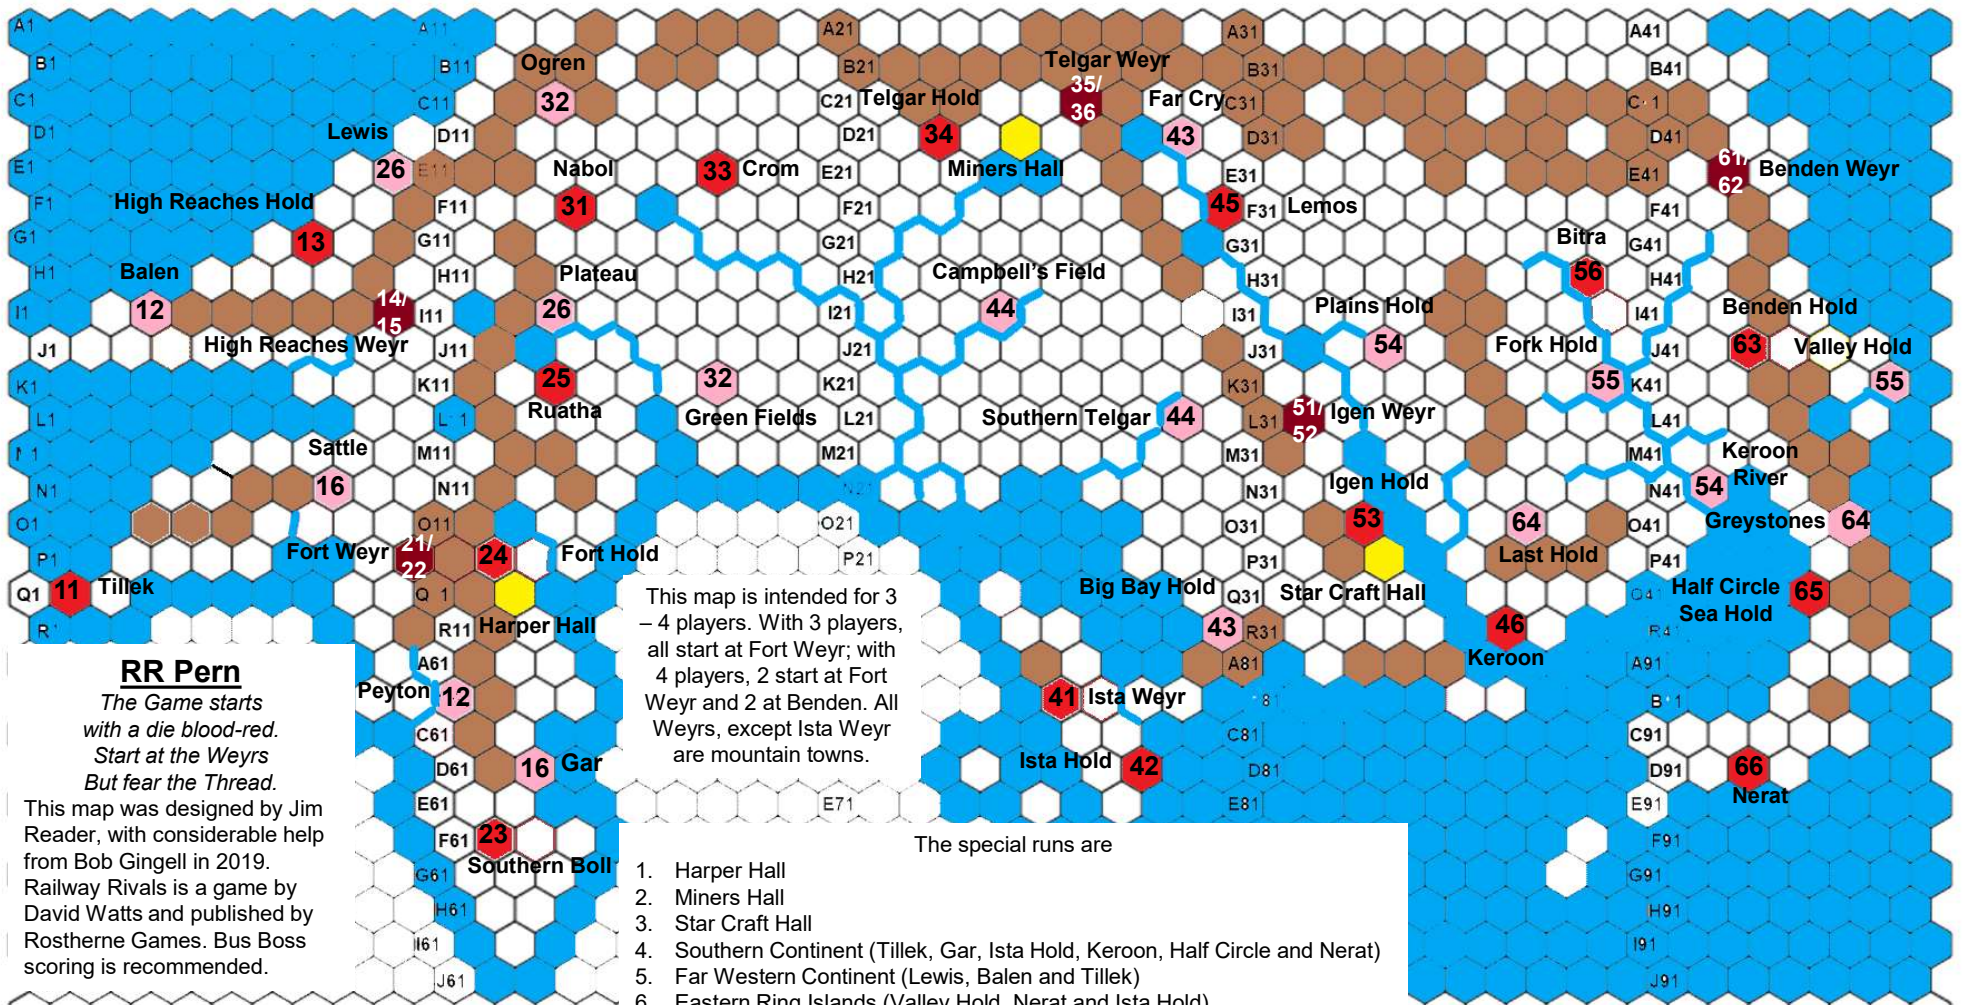 A1 A11 A21 A31 A41
B1 B11 Ogren B21 Telgar Weyr B31 B41
C1 C11 32 C21 Telgar Hold 35/ 36 Far Cry C31
D1 Lewis D11 D21 34 43 D31 D41
E1 26 E11 Nabol 33 Crom E21 Miners Hall E31 E41 61/ 62 Benden Weyr
High Reaches Hold
F1 F11 31 F21 45 F31 Lemos F41
G1 13 G11 G21 G31 Bitra G41
H1 Balen H11 Plateau H21 Campbell's Field H31 56 H41
I1 12 14/ 15 I11 26 I21 44 I31 Plains Hold I41 Benden Hold
J1 High Reaches Weyr J11 J21 J31 54 Fork Hold J41 63 Valley Hold
K1 K11 25 32 K21 K31 55 K41 55
L1 Ruatha Green Fields L21 Southern Telgar 44 L31 51/ 52 Igen Weyr L41
Sattle M11 M21 M31 M41 Keroon
River
N1 16 N11 N21 N31 Igen Hold N41 54
O1 O11 O21 O31 53 64 O41 Greystones 64
P1 Fort Weyr 21/ 22 24 Fort Hold P21 P31 Last Hold P41
Q1 11 Tillek Harper Hall Big Bay Hold Q31 Star Craft Hall Q41 Half Circle
Sea Hold 65
R11 43 R31 46 R41
Keroon
A61 A81 A91
Peyton 12 41 Ista Weyr
C61 C81 C91
D61 16 Gar Ista Hold 42 D81 D91 66
Nerat
E61 E71 E81 E91
F61 23 F91
Southern Boll
G61 G91
H61 H91
I61 I91
J61 J91
This map is intended for 3
– 4 players. With 3 players,
all start at Fort Weyr; with
4 players, 2 start at Fort
Weyr and 2 at Benden. All
Weyrs, except Ista Weyr
are mountain towns.
RR Pern
The Game starts
with a die blood-red.
Start at the Weyrs
But fear the Thread.
This map was designed by Jim
Reader, with considerable help
from Bob Gingell in 2019.
Railway Rivals is a game by
David Watts and published by
Rostherne Games. Bus Boss
scoring is recommended.
The special runs are
1. Harper Hall
2. Miners Hall
3. Star Craft Hall
4. Southern Continent (Tillek, Gar, Ista Hold, Keroon, Half Circle and Nerat)
5. Far Western Continent (Lewis, Balen and Tillek)
6. Eastern Ring Islands (Valley Hold, Nerat and Ista Hold)